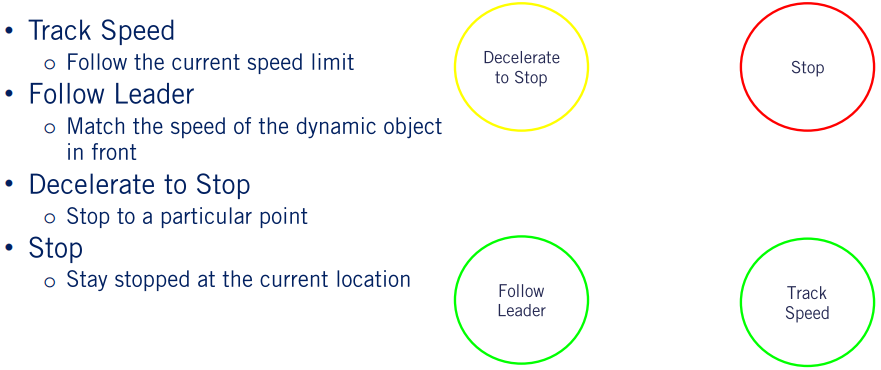 • Track Speed
o Follow the current speed limit
• Follow Leader
o Match the speed of the dynamic object
in front
• Decelerate to Stop
o Stop to a particular point
• Stop
o Stay stopped at the current location
Decelerate
to Stop
Stop
Follow
Leader
Track
Speed